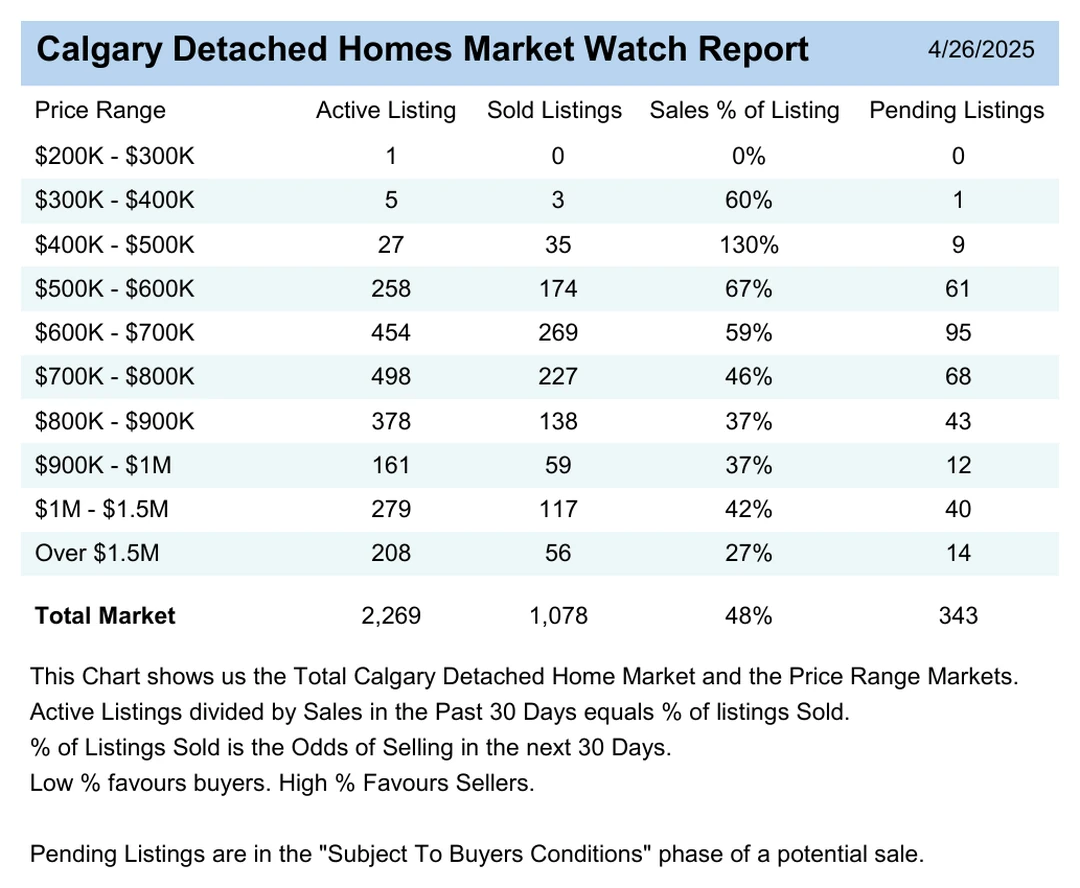 Calgary Detached Homes Market Watch Report 4/26/2025
Price Range Active Listing Sold Listings Sales % of Listing Pending Listings
$200K - $300K 1 0 0% 0
$300K - $400K 5 3 60% 1
$400K - $500K 27 35 130% 9
$500K - $600K 258 174 67% 61
$600K - $700K 454 269 59% 95
$700K - $800K 498 227 46% 68
$800K - $900K 378 138 37% 43
$900K - $1M 161 59 37% 12
$1M - $1.5M 279 117 42% 40
Over $1.5M 208 56 27% 14
Total Market 2,269 1,078 48% 343
This Chart shows us the Total Calgary Detached Home Market and the Price Range Markets.
Active Listings divided by Sales in the Past 30 Days equals % of listings Sold.
% of Listings Sold is the Odds of Selling in the next 30 Days.
Low % favours buyers. High % Favours Sellers.
Pending Listings are in the "Subject To Buyers Conditions" phase of a potential sale.